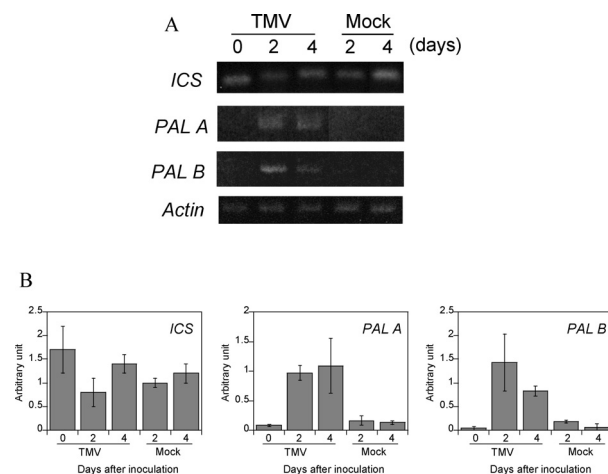 A
TMV Mock
0 2 4 2 4 (days)
ICS
PAL A
PAL B
Actin
B
2.5
2
1.5
1
0.5
0
Arbitrary unit
ICS
0 2 4 2 4
TMV Mock
Days after inoculation
2.5
2
1.5
1
0.5
0
Arbitrary unit
PAL A
0 2 4 2 4
TMV Mock
Days after inoculation
2.5
2
1.5
1
0.5
0
Arbitrary unit
PAL B
0 2 4 2 4
TMV Mock
Days after inoculation